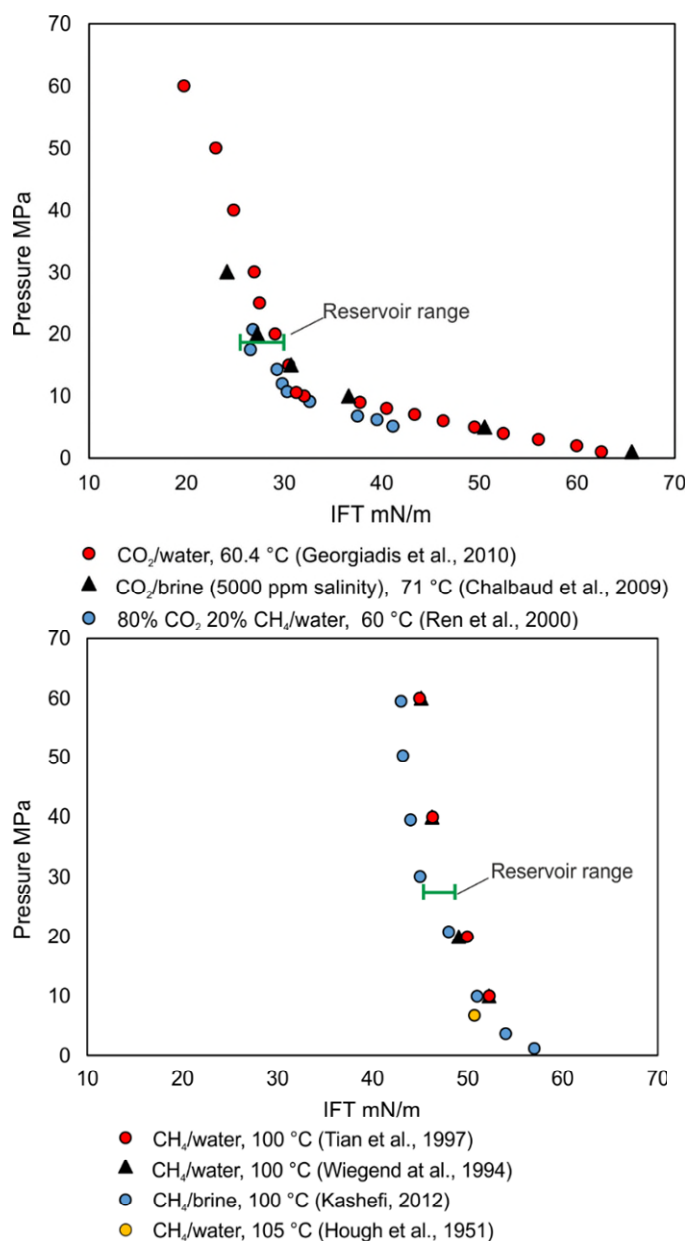 70
60
50
40
30
20
10
0
Pressure MPa
Reservoir range
10 20 30 40 50 60 70
IFT mN/m
CO₂/water, 60.4 °C (Georgiadis et al., 2010)
CO₂/brine (5000 ppm salinity), 71 °C (Chalbaud et al., 2009)
80% CO₂ 20% CH₄/water, 60 °C (Ren et al., 2000)
70
60
50
40
30
20
10
0
Pressure MPa
Reservoir range
10 20 30 40 50 60 70
IFT mN/m
CH₄/water, 100 °C (Tian et al., 1997)
CH₄/water, 100 °C (Wiegend at al., 1994)
CH₄/brine, 100 °C (Kashefi, 2012)
CH₄/water, 105 °C (Hough et al., 1951)